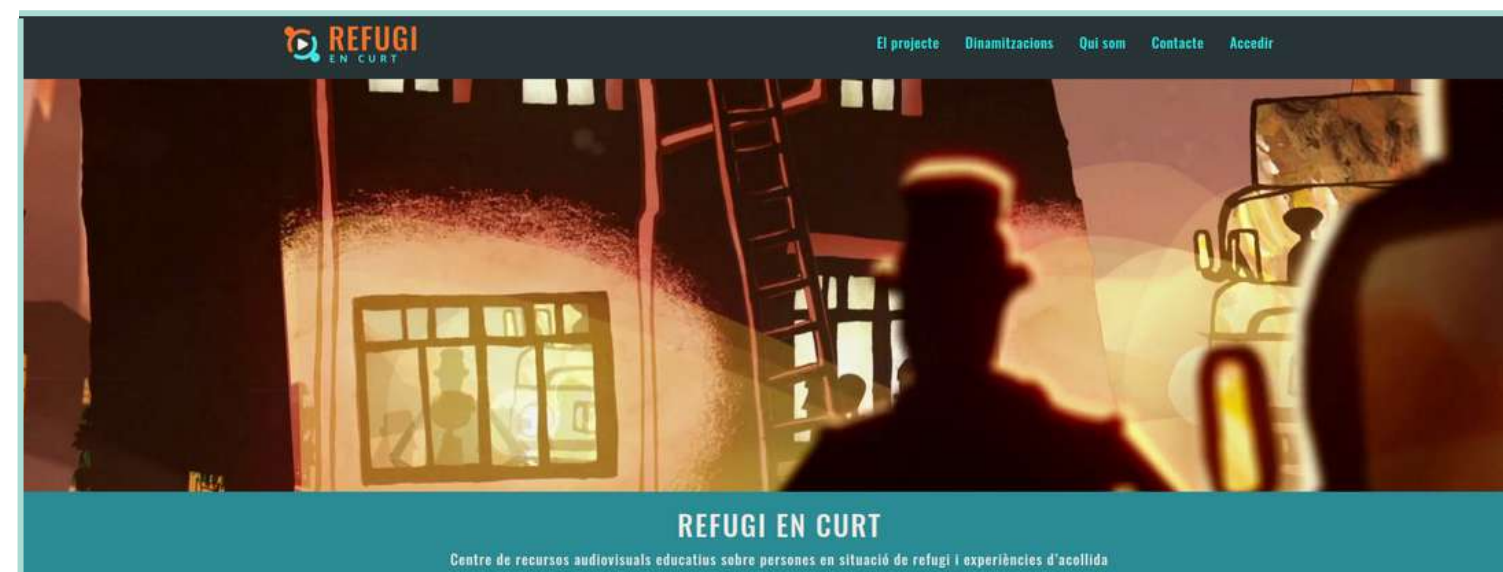 REFUGI
EN CURT
El projecte Dinamitzacions Qui som Contacte Accedir
REFUGI EN CURT
Centre de recursos audiovisuals educatius sobre persones en situació de refugi i experiències d'acollida